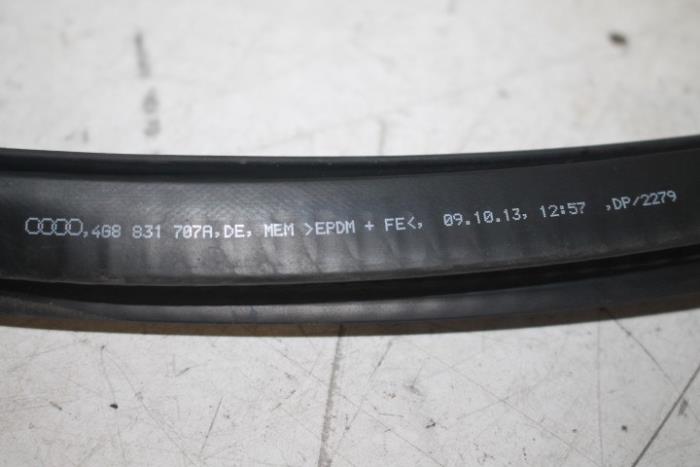 ,4G8 831 707A,DE, MEM >EPDM + FE<, 09.10.13, 12:57 ,DP/2279